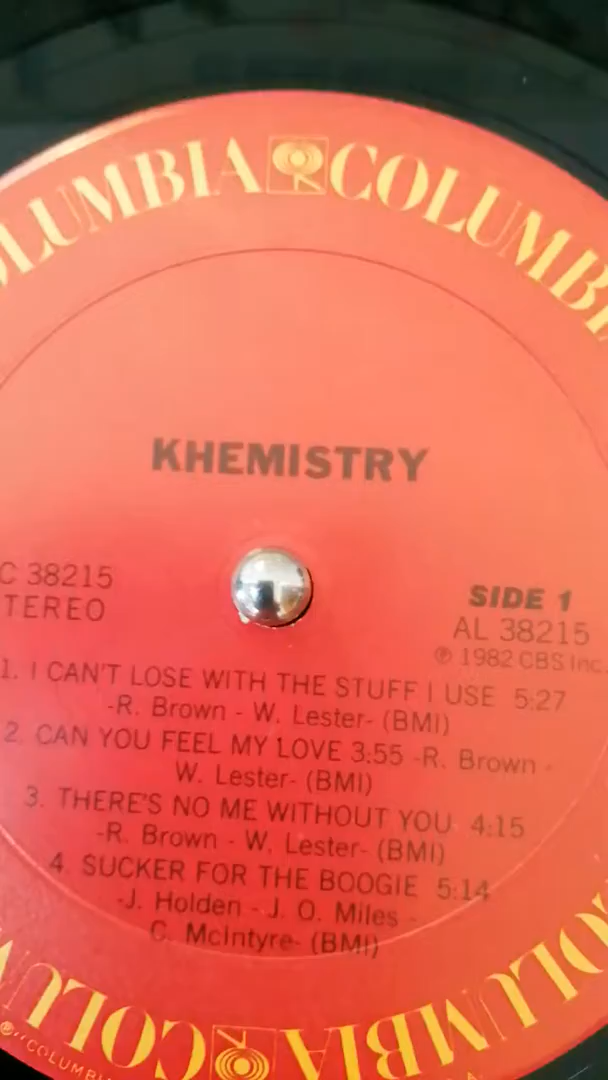 COLUMBIA COLUMBIA
KHEMISTRY
C 38215
TEREO
SIDE 1
AL 38215
℗ 1982 CBS Inc.
1. I CAN'T LOSE WITH THE STUFF I USE 5:27
-R. Brown - W. Lester- (BMI)
2. CAN YOU FEEL MY LOVE 3:55 -R. Brown -
W. Lester- (BMI)
3. THERE'S NO ME WITHOUT YOU 4:15
-R. Brown - W. Lester- (BMI)
4. SUCKER FOR THE BOOGIE 5:14
-J. Holden - J. O. Miles -
C. McIntyre- (BMI)
COLUMBIA COLU